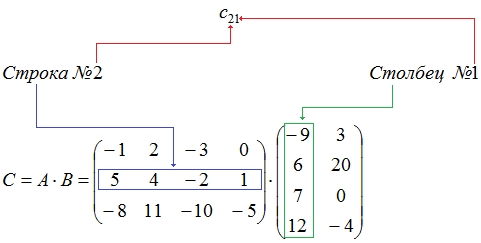 c₂₁
Строка №2 Столбец №1
-1 2 -3 0 -9 3
C = A · B = 5 4 -2 1 · 6 20
-8 11 -10 -5 7 0
12 -4